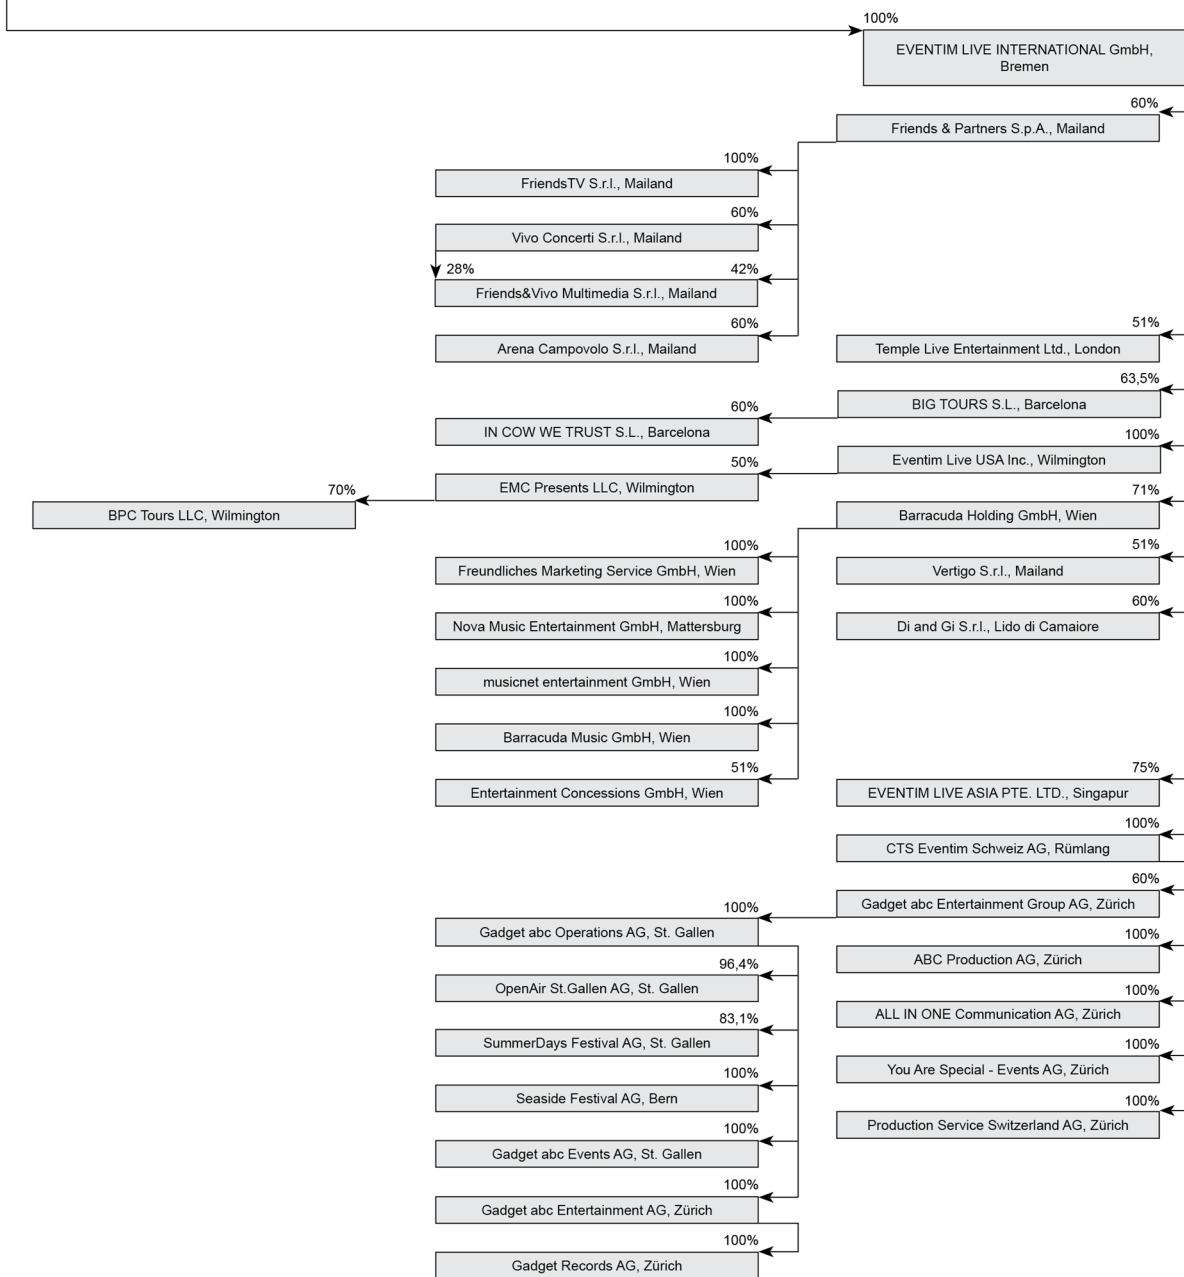 100%
EVENTIM LIVE INTERNATIONAL GmbH,
Bremen
60%
Friends & Partners S.p.A., Mailand
100%
FriendsTV S.r.l., Mailand
60%
Vivo Concerti S.r.l., Mailand
28% 42%
Friends&Vivo Multimedia S.r.l., Mailand
60%
Arena Campovolo S.r.l., Mailand
51%
Temple Live Entertainment Ltd., London
63,5%
BIG TOURS S.L., Barcelona
60%
IN COW WE TRUST S.L., Barcelona
100%
Eventim Live USA Inc., Wilmington
50%
EMC Presents LLC, Wilmington
70%
BPC Tours LLC, Wilmington
71%
Barracuda Holding GmbH, Wien
100%
Freundliches Marketing Service GmbH, Wien
51%
Vertigo S.r.l., Mailand
100%
Nova Music Entertainment GmbH, Mattersburg
60%
Di and Gi S.r.l., Lido di Camaiore
100%
musicnet entertainment GmbH, Wien
100%
Barracuda Music GmbH, Wien
51%
Entertainment Concessions GmbH, Wien
75%
EVENTIM LIVE ASIA PTE. LTD., Singapur
100%
CTS Eventim Schweiz AG, Rümlang
60%
Gadget abc Entertainment Group AG, Zürich
100%
Gadget abc Operations AG, St. Gallen
100%
ABC Production AG, Zürich
96,4%
OpenAir St.Gallen AG, St. Gallen
100%
ALL IN ONE Communication AG, Zürich
83,1%
SummerDays Festival AG, St. Gallen
100%
You Are Special - Events AG, Zürich
100%
Seaside Festival AG, Bern
100%
Production Service Switzerland AG, Zürich
100%
Gadget abc Events AG, St. Gallen
100%
Gadget abc Entertainment AG, Zürich
100%
Gadget Records AG, Zürich